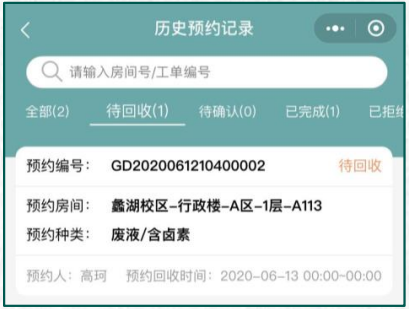 历史预约记录
请输入房间号/工单编号
全部(2) 待回收(1) 待确认(0) 已完成(1) 已拒
预约编号： GD2020061210400002 待回收
预约房间： 蠡湖校区-行政楼-A区-1层-A113
预约种类： 废液/含卤素
预约人：高珂 预约回收时间：2020-06-13 00:00~00:00